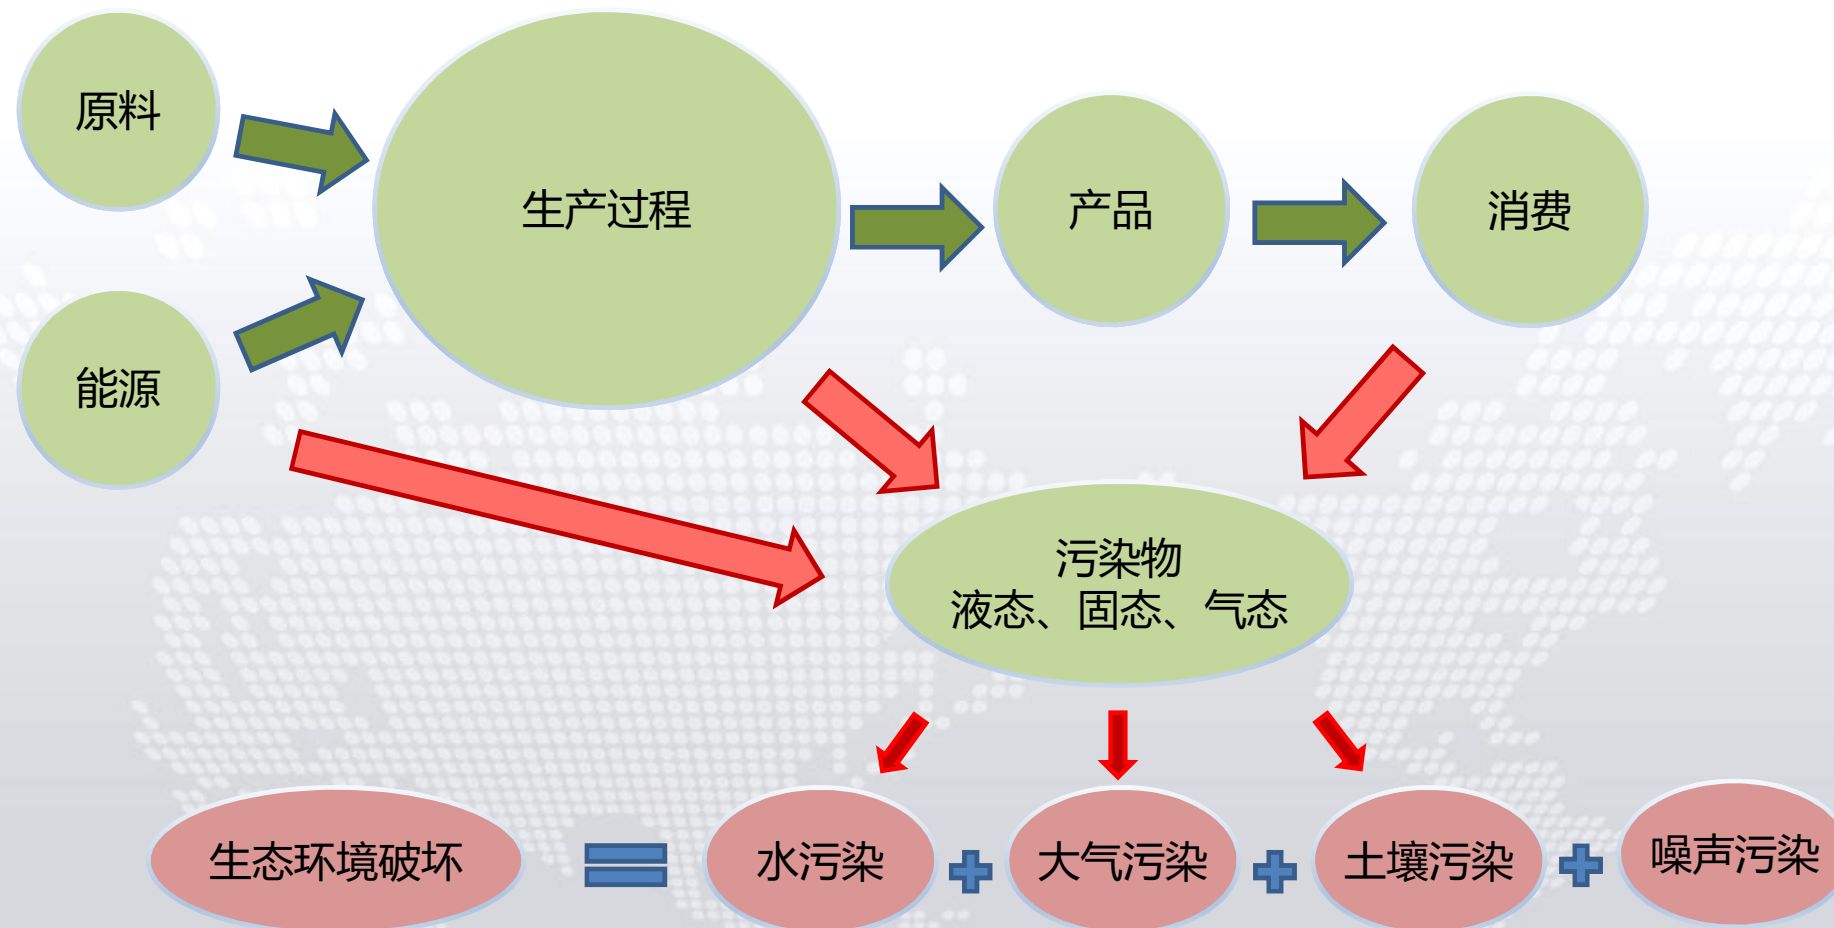 原料
生产过程
产品
消费
能源
污染物
液态、固态、气态
生态环境破坏
水污染
大气污染
土壤污染
噪声污染